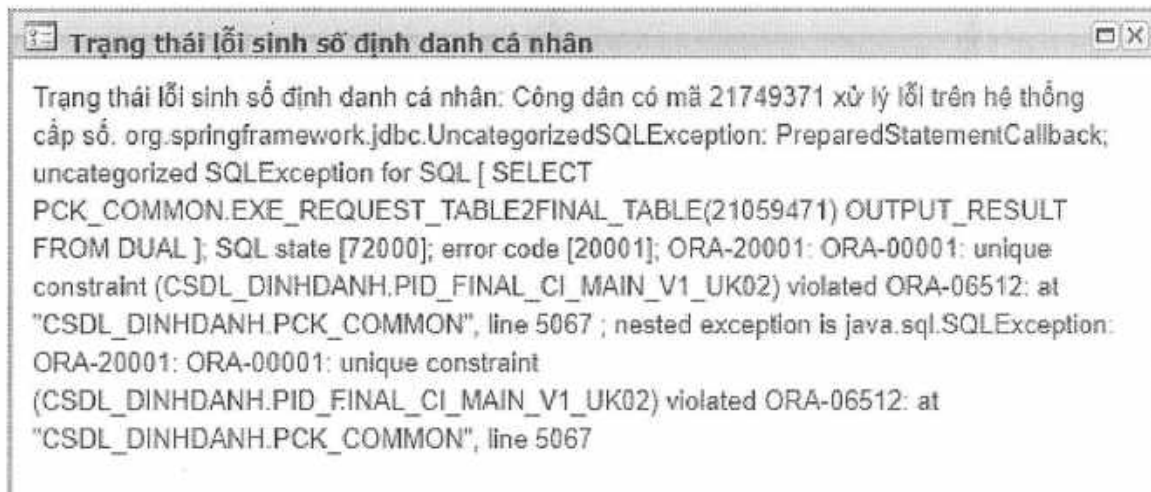 Trạng thái lỗi sinh số định danh cá nhân
Trạng thái lỗi sinh số định danh cá nhân: Công dân có mã 21749371 xử lý lỗi trên hệ thống
cấp số. org.springframework.jdbc.UncategorizedSQLException: PreparedStatementCallback;
uncategorized SQLException for SQL [ SELECT
PCK_COMMON.EXE_REQUEST_TABLE2FINAL_TABLE(21059471) OUTPUT_RESULT
FROM DUAL ]; SQL state [72000]; error code [20001]; ORA-20001: ORA-00001: unique
constraint (CSDL_DINHDANH.PID_FINAL_CI_MAIN_V1_UK02) violated ORA-06512: at
"CSDL_DINHDANH.PCK_COMMON", line 5067 ; nested exception is java.sql.SQLException:
ORA-20001: ORA-00001: unique constraint
(CSDL_DINHDANH.PID_FINAL_CI_MAIN_V1_UK02) violated ORA-06512: at
"CSDL_DINHDANH.PCK_COMMON", line 5067